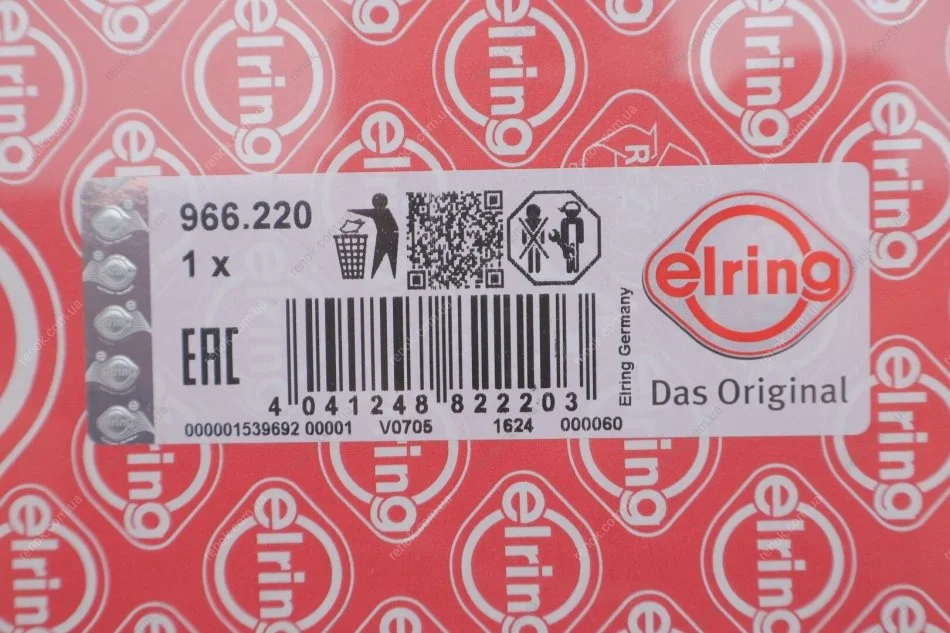 966.220
1 x
EAC
4 041248 822203
000001539692 00001 V0705 1624 000060
Elring Germany
elring
Das Original